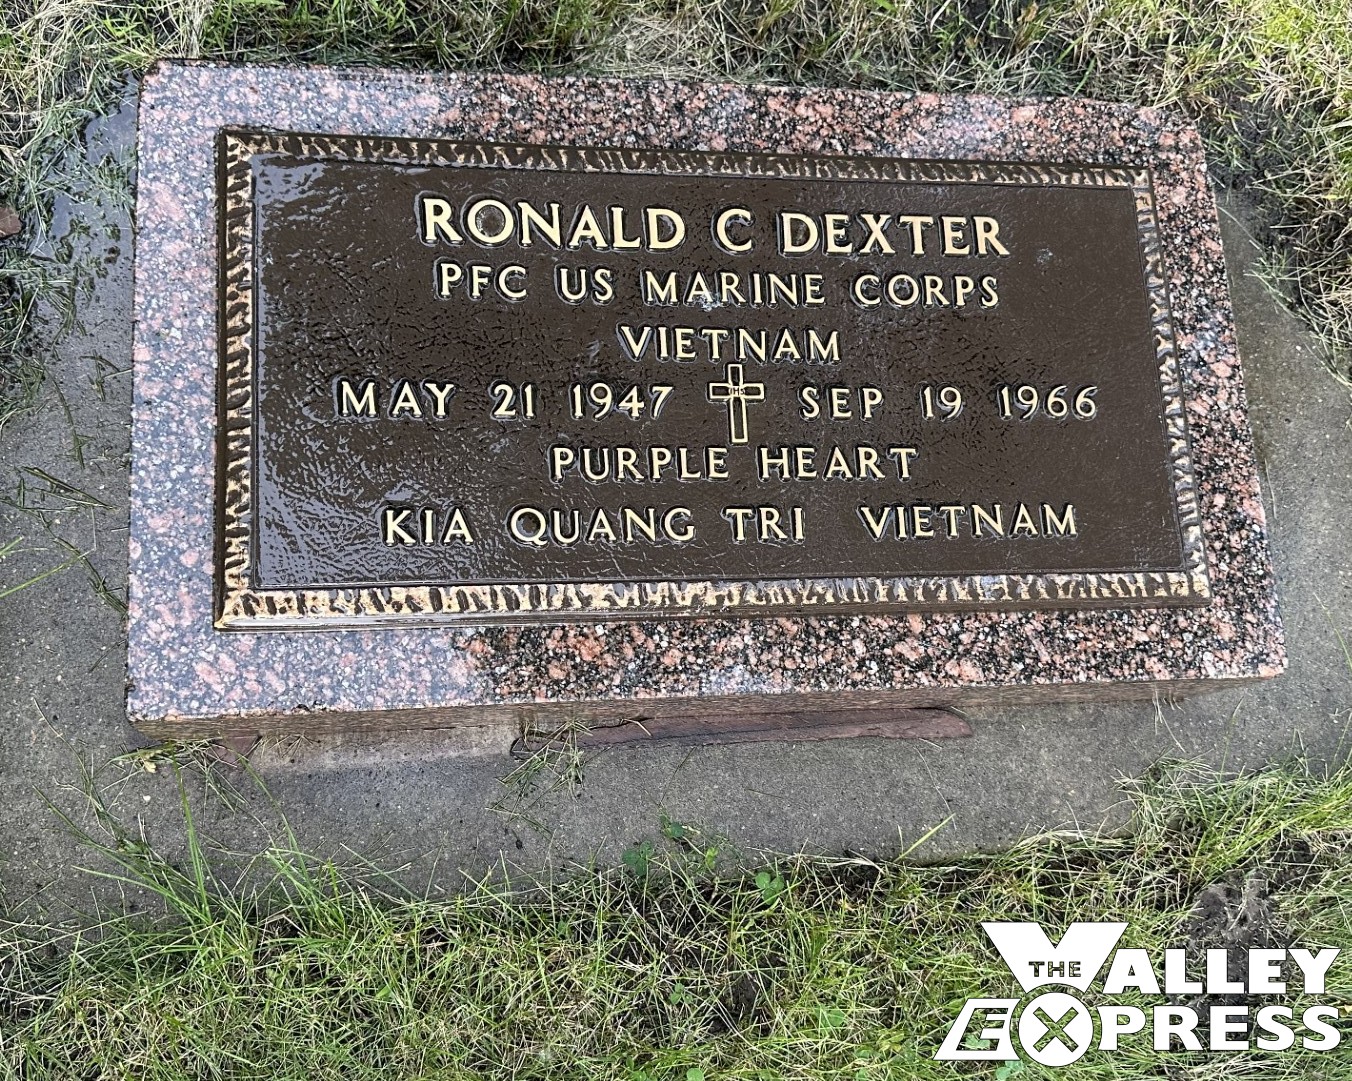 RONALD C DEXTER
PFC US MARINE CORPS
VIETNAM
MAY 21 1947 IHS SEP 19 1966
PURPLE HEART
KIA QUANG TRI VIETNAM
THE VALLEY
EXPRESS